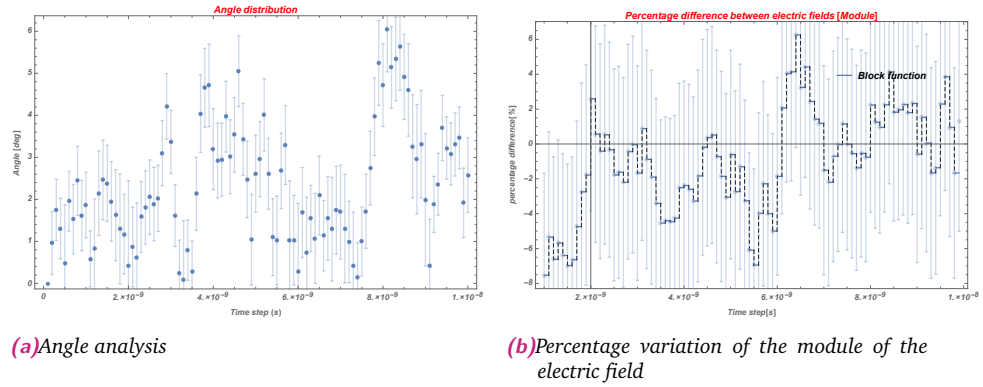 Angle distribution
6
5
4
3
2
1
0
Angle [deg]
0
2.×10-9
4.×10-9
6.×10-9
8.×10-9
1.×10-8
Time step (s)
(a)Angle analysis
Percentage difference between electric fields [Module]
6
4
2
0
-2
-4
-6
-8
percentage difference[%]
Block function
2.×10-9
4.×10-9
6.×10-9
8.×10-9
1.×10-8
Time step[s]
(b)Percentage variation of the module of the
electric field